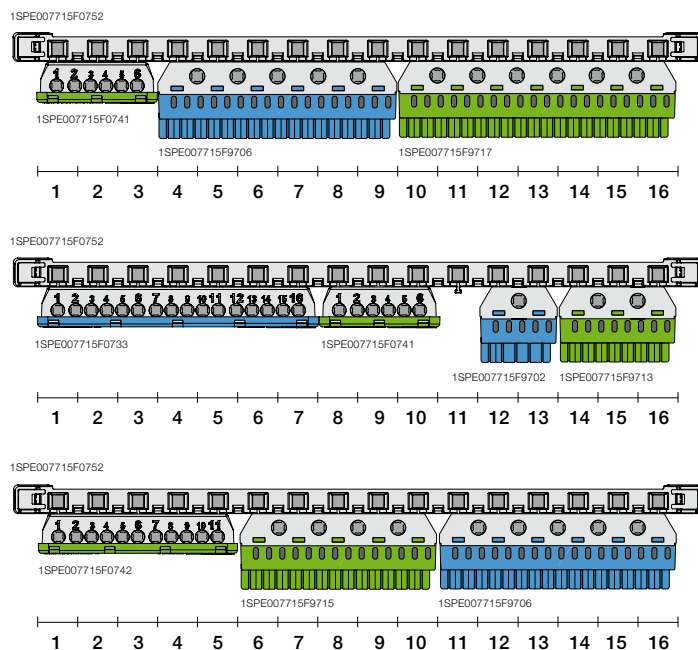 1SPE007715F0752
1 2 3 4 5 6
1SPE007715F0741
1SPE007715F9706
1SPE007715F9717
1 2 3 4 5 6 7 8 9 10 11 12 13 14 15 16
1SPE007715F0752
1 2 3 4 5 6 7 8 9 10 11 12 13 14 15 16
1 2 3 4 5 6
1SPE007715F0733
1SPE007715F0741
1SPE007715F9702
1SPE007715F9713
1 2 3 4 5 6 7 8 9 10 11 12 13 14 15 16
1SPE007715F0752
1 2 3 4 5 6 7 8 9 10 11
1SPE007715F0742
1SPE007715F9715
1SPE007715F9706
1 2 3 4 5 6 7 8 9 10 11 12 13 14 15 16